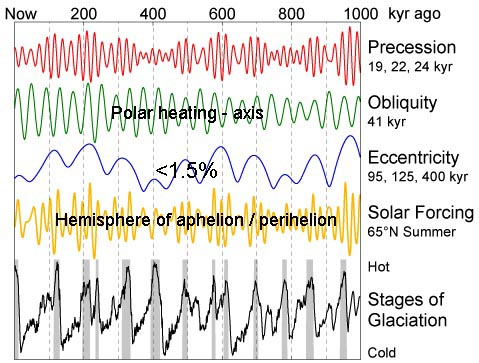 Now 200 400 600 800 1000 kyr ago
Precession
19, 22, 24 kyr
Obliquity
41 kyr
Polar heating - axis
Eccentricity
95, 125, 400 kyr
<1.5%
Solar Forcing
65°N Summer
Hemisphere of aphelion / perihelion
Hot
Stages of
Glaciation
Cold